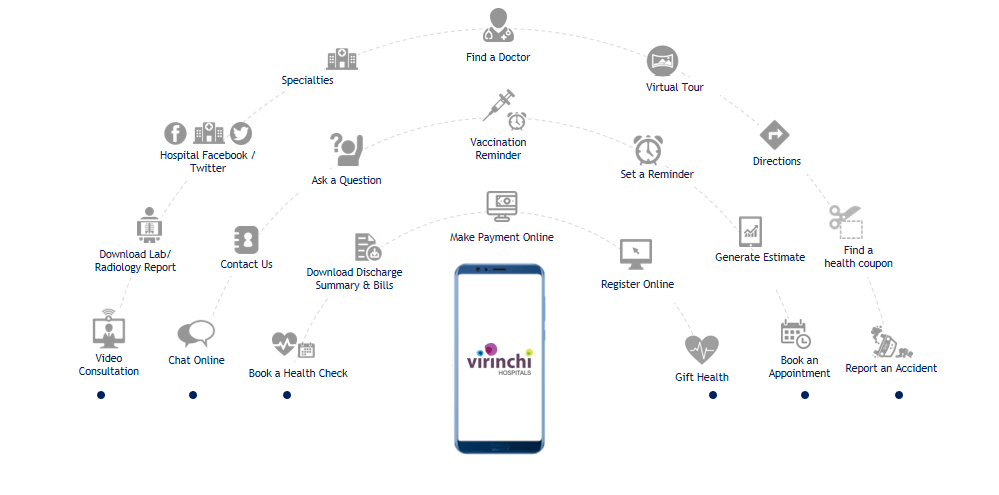 Find a Doctor
Specialties
Virtual Tour
Hospital Facebook /
Twitter
Ask a Question
Vaccination
Reminder
Set a Reminder
Directions
Download Lab/
Radiology Report
Contact Us
Download Discharge
Summary & Bills
Make Payment Online
Register Online
Generate Estimate
Find a
health coupon
Video
Consultation
Chat Online
Book a Health Check
virinchi
HOSPITALS
Gift Health
Book an
Appointment
Report an Accident